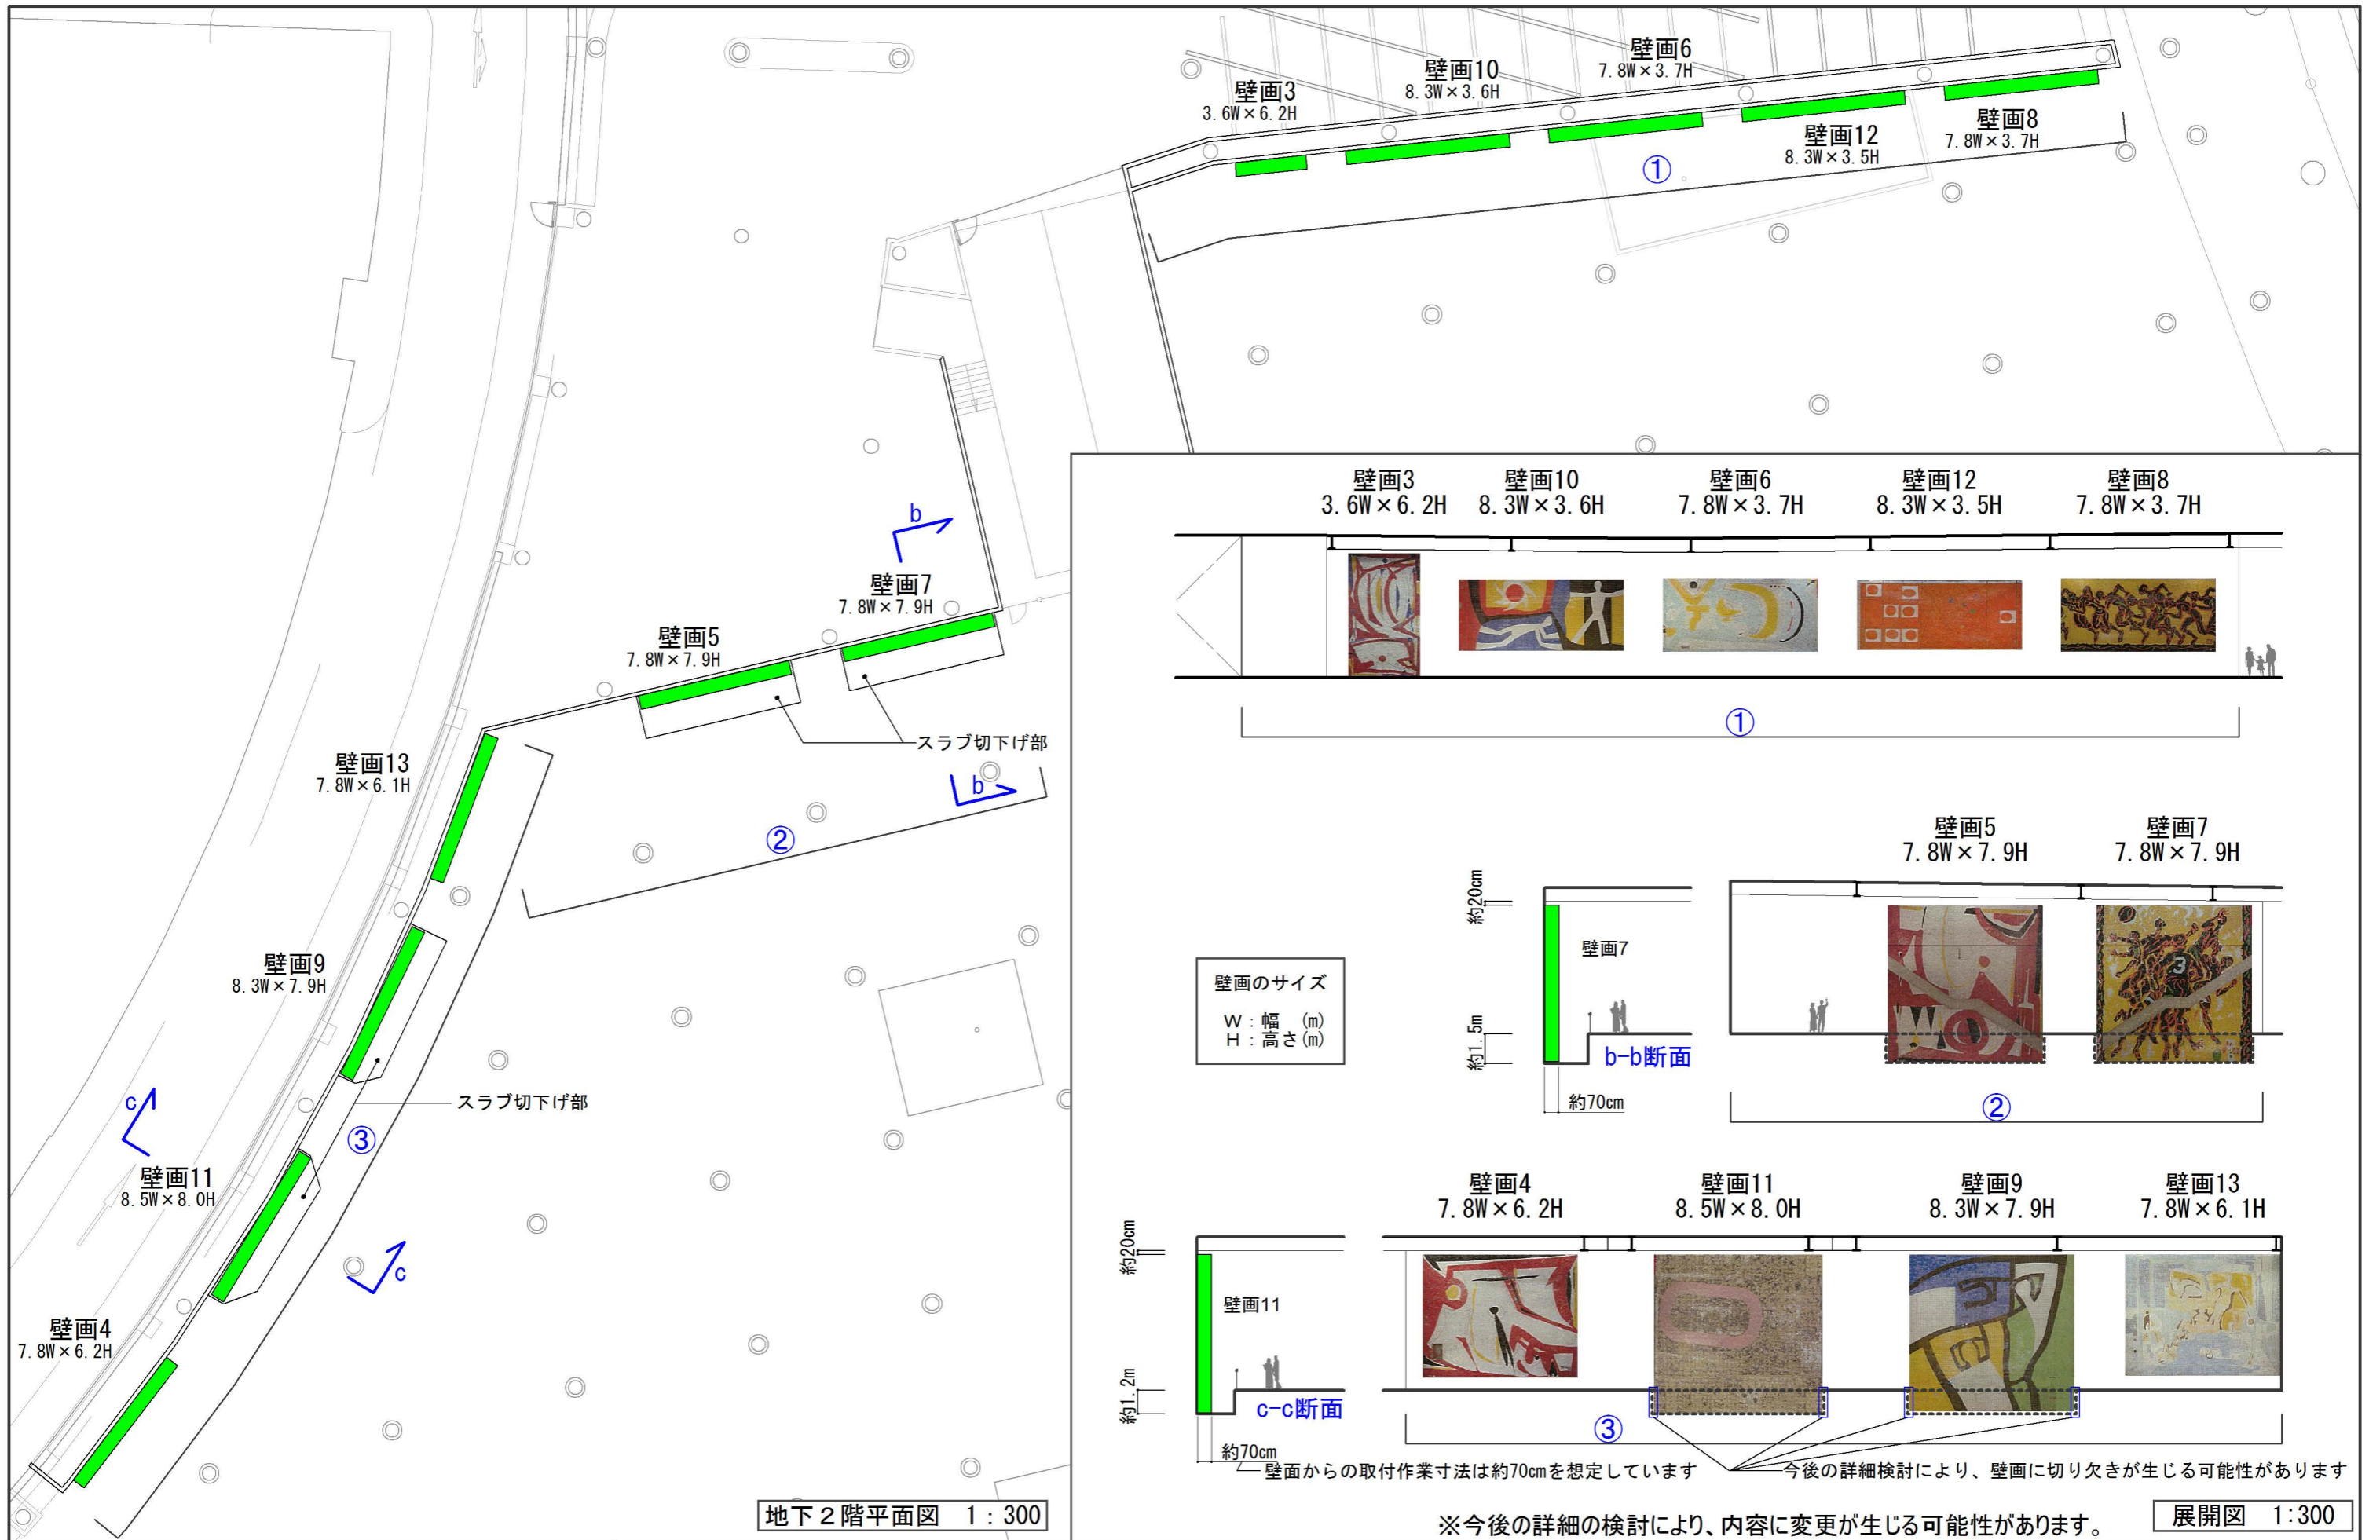 壁画3
3.6W×6.2H
壁画10
8.3W×3.6H
壁画6
7.8W×3.7H
壁画12
8.3W×3.5H
壁画8
7.8W×3.7H
①
b
壁画7
7.8W×7.9H
壁画5
7.8W×7.9H
スラブ切下げ部
b
②
壁画13
7.8W×6.1H
壁画9
8.3W×7.9H
スラブ切下げ部
c
③
壁画11
8.5W×8.0H
c
壁画4
7.8W×6.2H
地下2階平面図 1:300
壁画3
3.6W×6.2H
壁画10
8.3W×3.6H
壁画6
7.8W×3.7H
壁画12
8.3W×3.5H
壁画8
7.8W×3.7H
①
壁画のサイズ
W:幅 (m)
H:高さ(m)
約20cm
壁画7
約1.5m
b-b断面
約70cm
壁画5
7.8W×7.9H
壁画7
7.8W×7.9H
3
②
約20cm
壁画11
約1.2m
c-c断面
約70cm
壁面からの取付作業寸法は約70cmを想定しています
壁画4
7.8W×6.2H
壁画11
8.5W×8.0H
壁画9
8.3W×7.9H
壁画13
7.8W×6.1H
③
今後の詳細検討により、壁画に切り欠きが生じる可能性があります
※今後の詳細の検討により、内容に変更が生じる可能性があります。
展開図 1:300